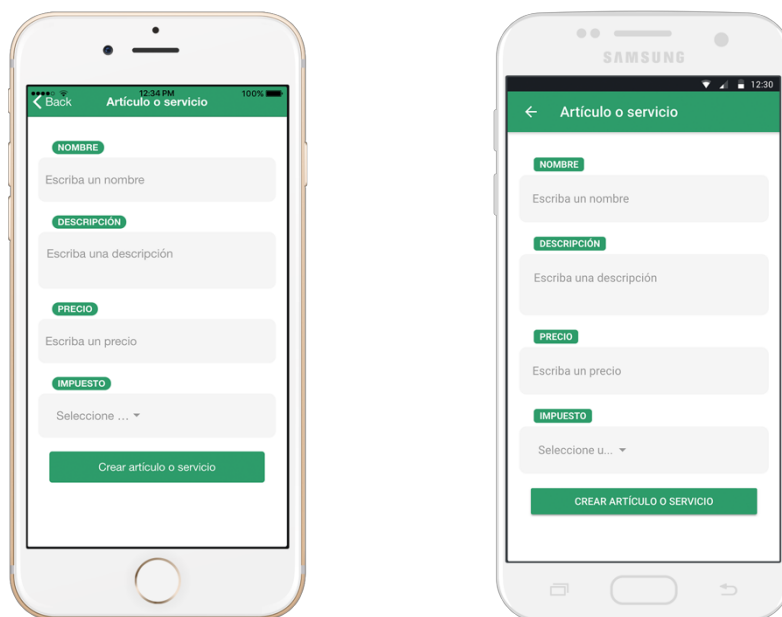 12:34 PM
100%
Back
Artículo o servicio
NOMBRE
Escriba un nombre
DESCRIPCIÓN
Escriba una descripción
PRECIO
Escriba un precio
IMPUESTO
Seleccione ...
Crear artículo o servicio
SAMSUNG
12:30
Artículo o servicio
NOMBRE
Escriba un nombre
DESCRIPCIÓN
Escriba una descripción
PRECIO
Escriba un precio
IMPUESTO
Seleccione u...
CREAR ARTÍCULO O SERVICIO